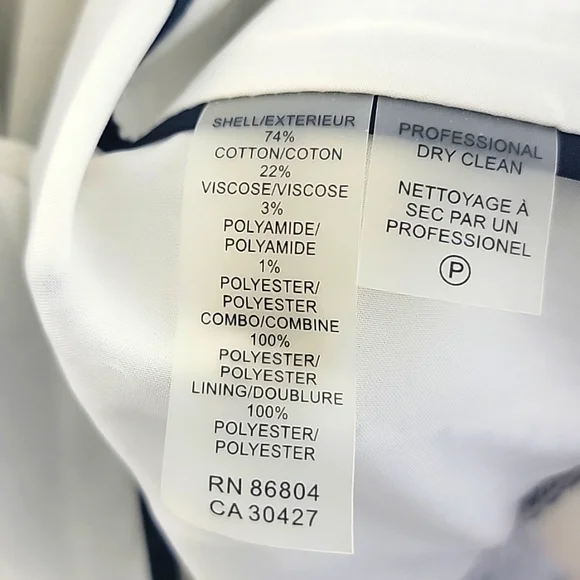 SHELL/EXTERIEUR
74%
COTTON/COTON
22%
VISCOSE/VISCOSE
3%
POLYAMIDE/
POLYAMIDE
1%
POLYESTER/
POLYESTER
COMBO/COMBINE
100%
POLYESTER/
POLYESTER
LINING/DOUBLURE
100%
POLYESTER/
POLYESTER
RN 86804
CA 30427
PROFESSIONAL
DRY CLEAN
NETTOYAGE À
SEC PAR UN
PROFESSIONEL
P